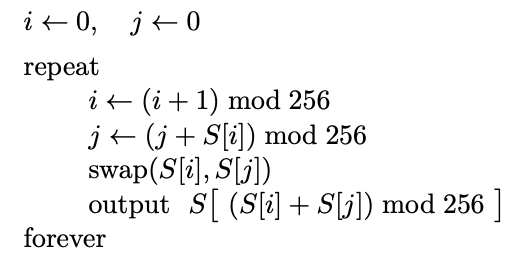 i ← 0, j ← 0
repeat
i ← (i + 1) mod 256
j ← (j + S[i]) mod 256
swap(S[i], S[j])
output S[ (S[i] + S[j]) mod 256 ]
forever